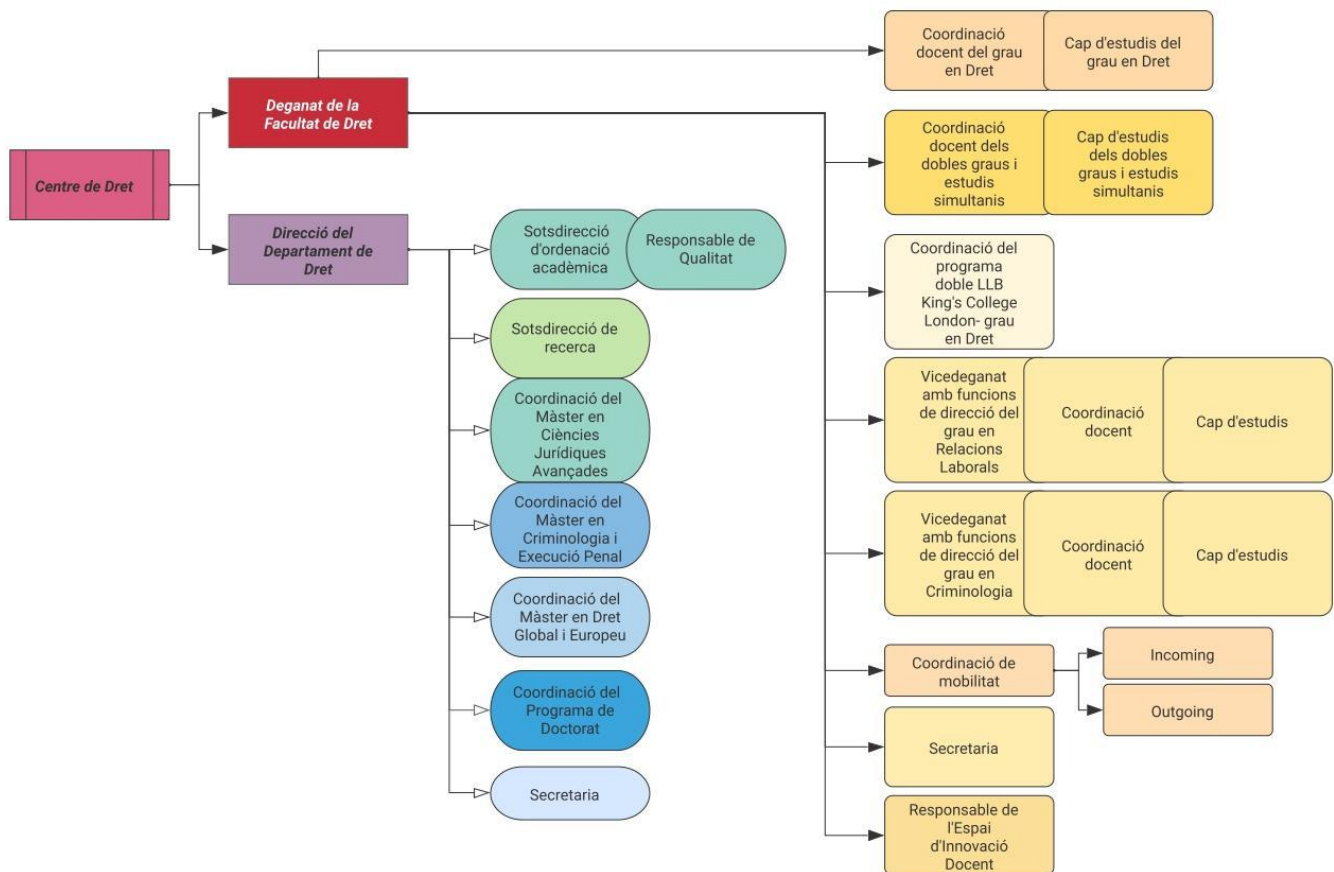 Centre de Dret
Deganat de la
Facultat de Dret
Direcció del
Departament de
Dret
Sotsdirecció
d'ordenació
acadèmica
Responsable de
Qualitat
Sotsdirecció de
recerca
Coordinació del
Màster en
Ciències
Jurídiques
Avançades
Coordinació del
Màster en
Criminologia i
Execució Penal
Coordinació del
Màster en Dret
Global i Europeu
Coordinació del
Programa de
Doctorat
Secretaria
Coordinació
docent del grau
en Dret
Cap d'estudis del
grau en Dret
Coordinació
docent dels
dobles graus i
estudis
simultanis
Cap d'estudis
dels dobles
graus i estudis
simultanis
Coordinació del
programa
doble LLB
King's College
London- grau
en Dret
Vicedeganat
amb funcions
de direcció del
grau en
Relacions
Laborals
Coordinació
docent
Cap d'estudis
Vicedeganat
amb funcions
de direcció del
grau en
Criminologia
Coordinació
docent
Cap d'estudis
Coordinació de
mobilitat
Incoming
Outgoing
Secretaria
Responsable de
l'Espai
d'Innovació
Docent